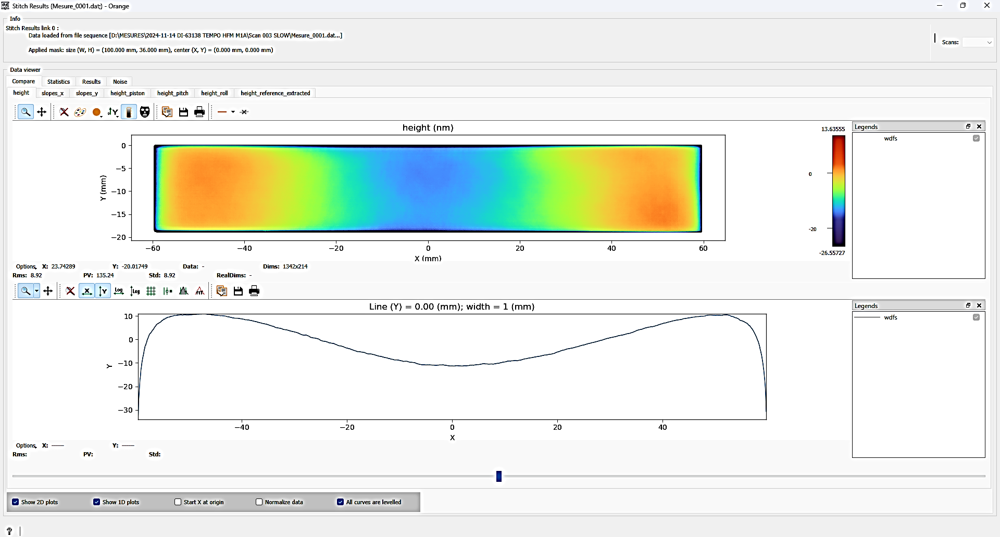 Stitch Results (Mesure_0001.dat;) - Orange
Info
Stitch Results link 0 :
Data loaded from file sequence [D:\MESURES\2024-11-14 DI-63138 TEMPO HFM M1A\Scan 003 SLOW\Mesure_0001.dat...]
Applied mask: size (W, H) = (100.000 mm, 36.000 mm), center (X, Y) = (0.000 mm, 0.000 mm)
Scans:
Data viewer
Compare Statistics Results Noise
height slopes_x slopes_y height_piston height_pitch height_roll height_reference_extracted
height (nm)
Y (mm)
0
−5
−10
−15
−20
−60 −40 −20 0 20 40 60
X (mm)
13.63555
0
-20
-26.55727
Legends
wdfs
Options, X: 23.74289 Y: -20.01749 Data: - Dims: 1342x214
Rms: 8.92 PV: 135.24 Std: 8.92 RealDims: -
Log Log FIT
Line (Y) = 0.00 (mm); width = 1 (mm)
Y
10
0
−10
−20
−30
−40 −20 0 20 40
X
Legends
wdfs
Options, X: ---- Y: ----
Rms: PV: Std:
Show 2D plots Show 1D plots Start X at origin Normalize data All curves are levelled
?